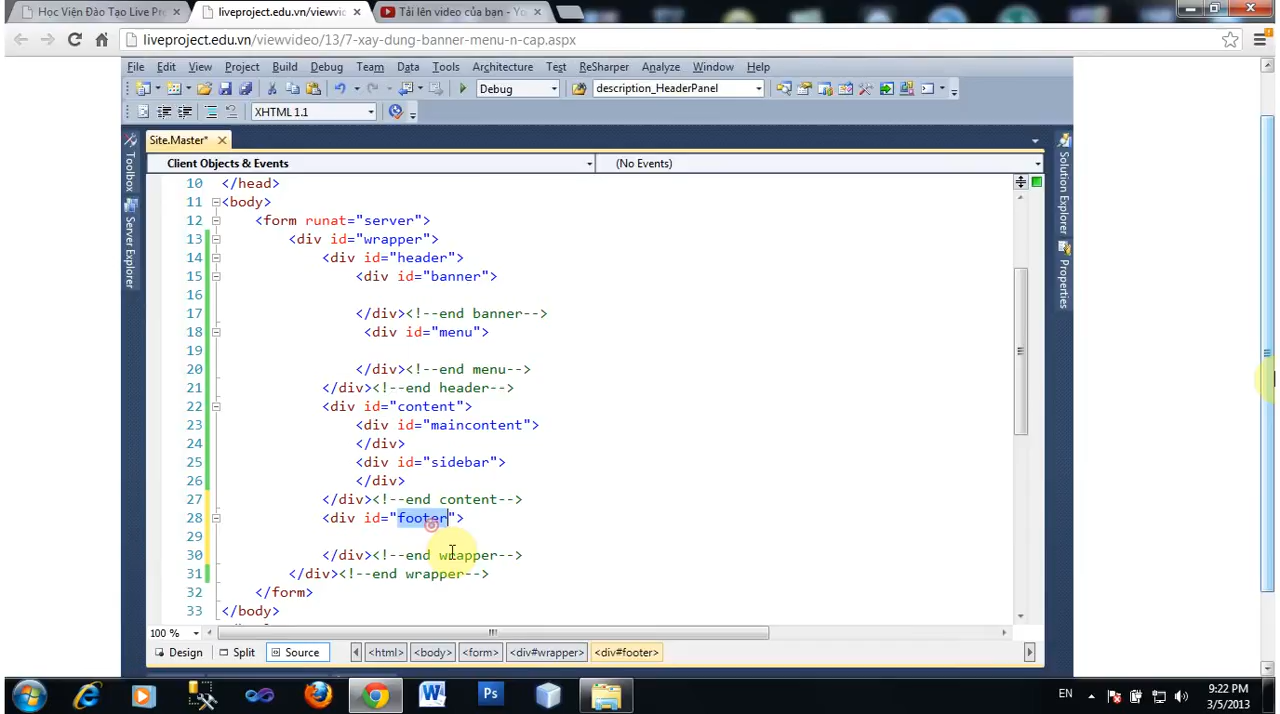 Học Viện Đào Tạo Live Pr
liveproject.edu.vn/viewvi
Tải lên video của bạn - Yo
liveproject.edu.vn/viewvideo/13/7-xay-dung-banner-menu-n-cap.aspx
File Edit View Project Build Debug Team Data Tools Architecture Test ReSharper Analyze Window Help
Debug description_HeaderPanel
XHTML 1.1
Site.Master*
Client Objects & Events (No Events)
Toolbox
Server Explorer
Solution Explorer
Properties
10 </head>
11 <body>
12 <form runat="server">
13 <div id="wrapper">
14 <div id="header">
15 <div id="banner">
16
17 </div><!--end banner-->
18 <div id="menu">
19
20 </div><!--end menu-->
21 </div><!--end header-->
22 <div id="content">
23 <div id="maincontent">
24 </div>
25 <div id="sidebar">
26 </div>
27 </div><!--end content-->
28 <div id="footer">
29
30 </div><!--end wrapper-->
31 </div><!--end wrapper-->
32 </form>
33 </body>
100 %
Design Split Source <html> <body> <form> <div#wrapper> <div#footer>
EN
9:22 PM
3/5/2013